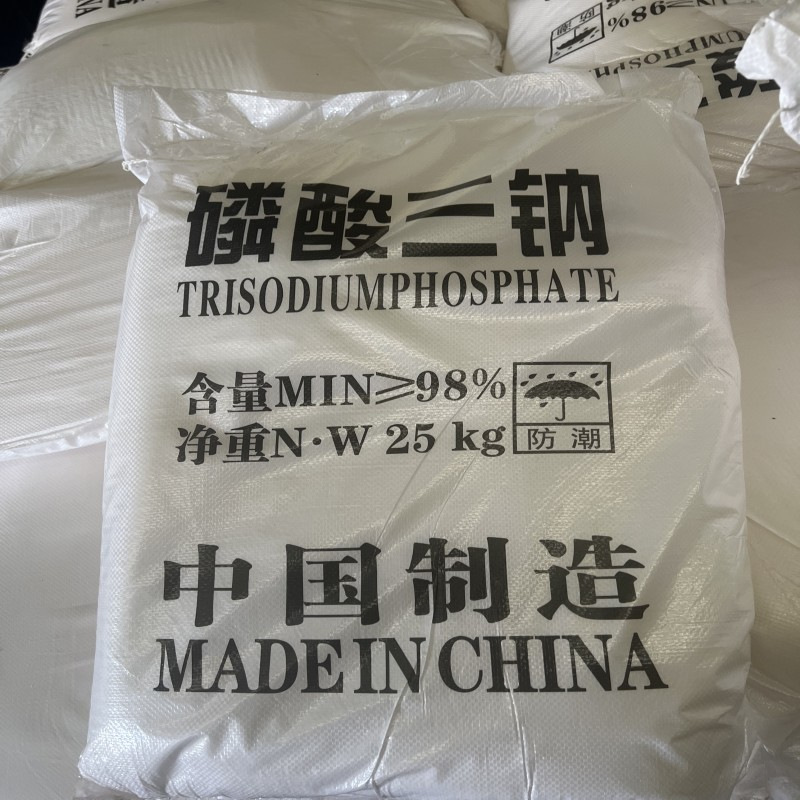 磷酸三钠
TRISODIUMPHOSPHATE
含量MIN≥98%
净重N·W 25 kg
防潮
中国制造
MADE IN CHINA